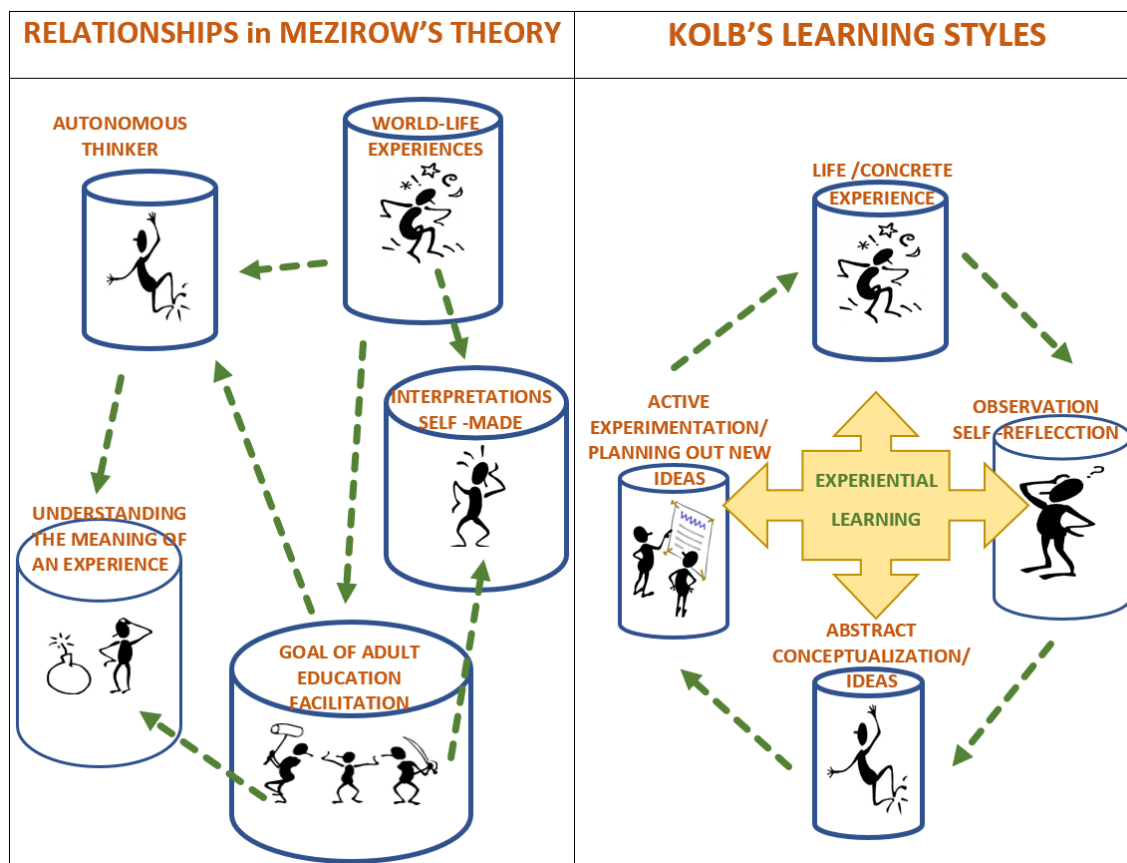 RELATIONSHIPS in MEZIROW'S THEORY
AUTONOMOUS
THINKER
WORLD-LIFE
EXPERIENCES
*!
INTERPRETATIONS
SELF -MADE
UNDERSTANDING
THE MEANING OF
AN EXPERIENCE
GOAL OF ADULT
EDUCATION
FACILITATION
KOLB'S LEARNING STYLES
LIFE /CONCRETE
EXPERIENCE
*!
ACTIVE
EXPERIMENTATION/
PLANNING OUT NEW
IDEAS
OBSERVATION
SELF -REFLECCTION
?
EXPERIENTIAL
LEARNING
ABSTRACT
CONCEPTUALIZATION/
IDEAS